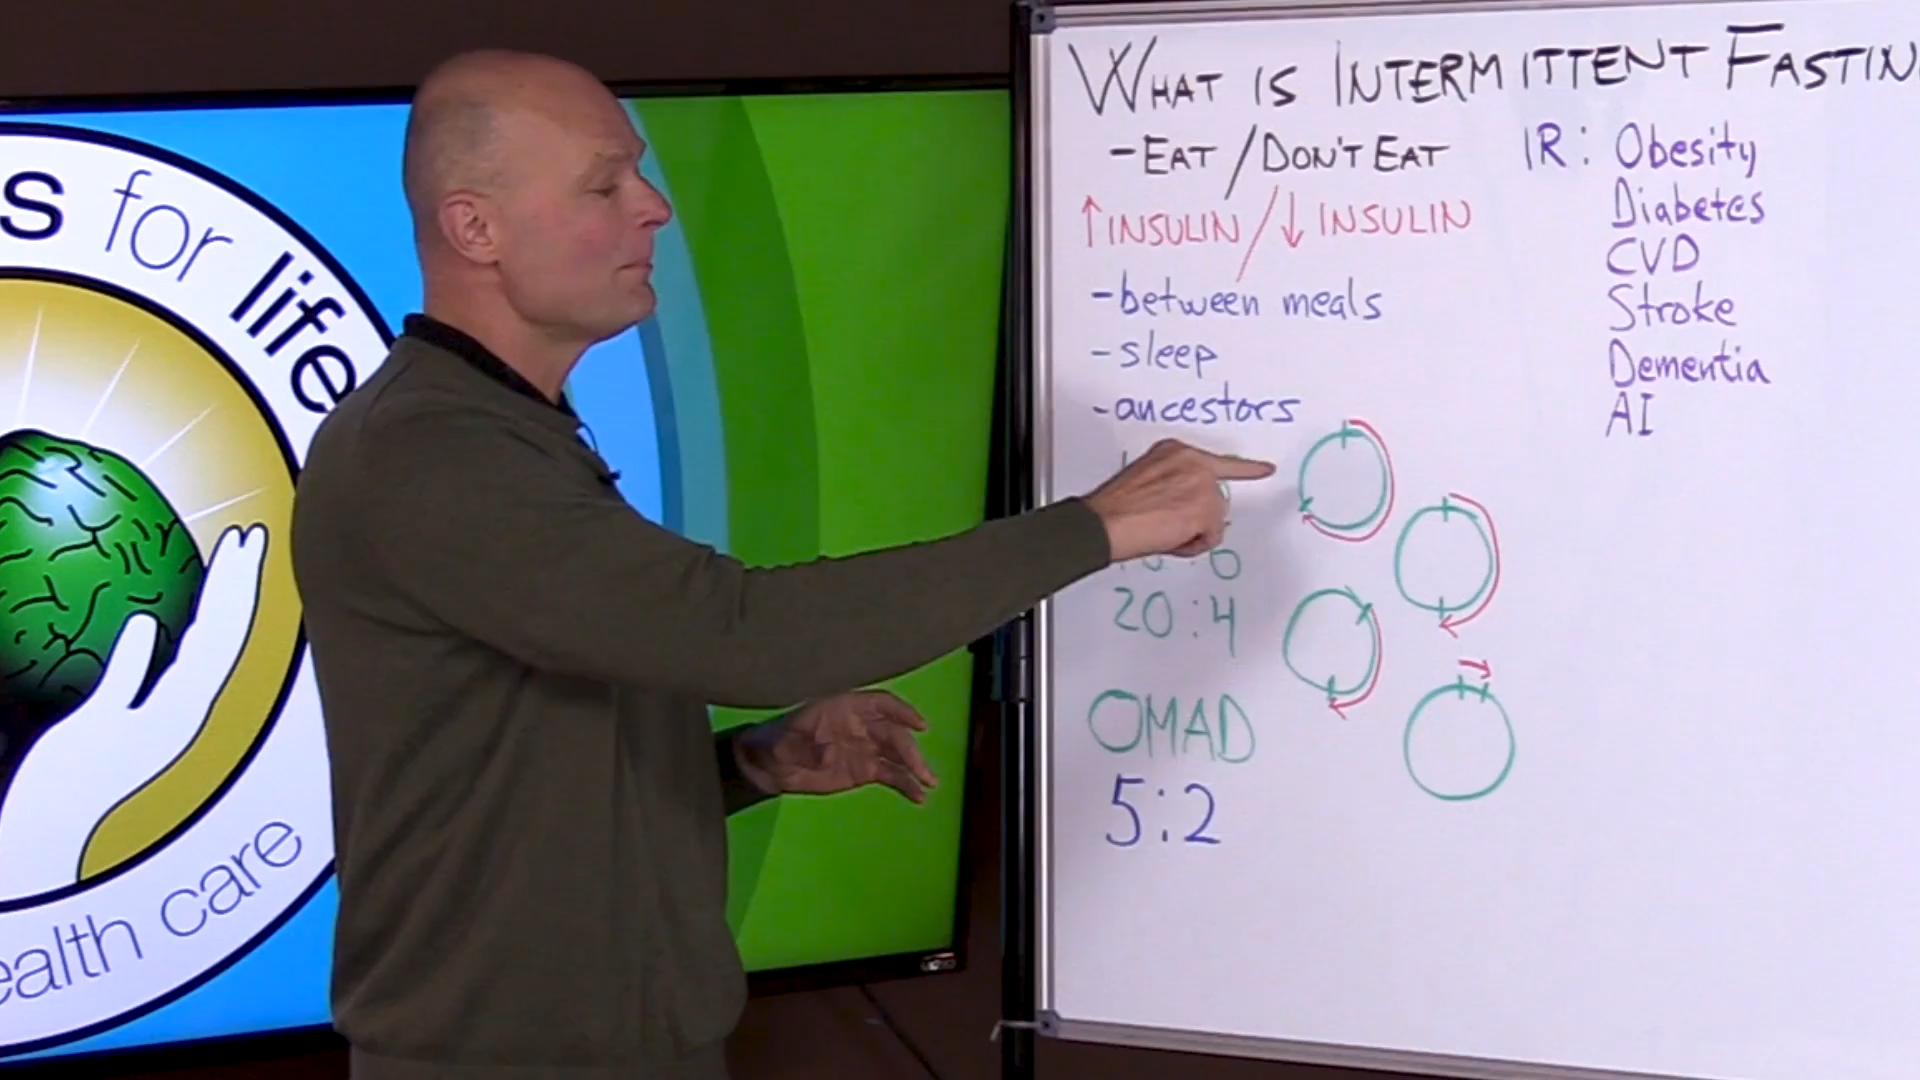 WHAT IS INTERMITTENT FASTIN
-EAT / DON'T EAT
↑INSULIN / ↓ INSULIN
-between meals
-sleep
-ancestors
20:4
OMAD
5:2
IR: Obesity
Diabetes
CVD
Stroke
Dementia
AI
s for life
ealth care